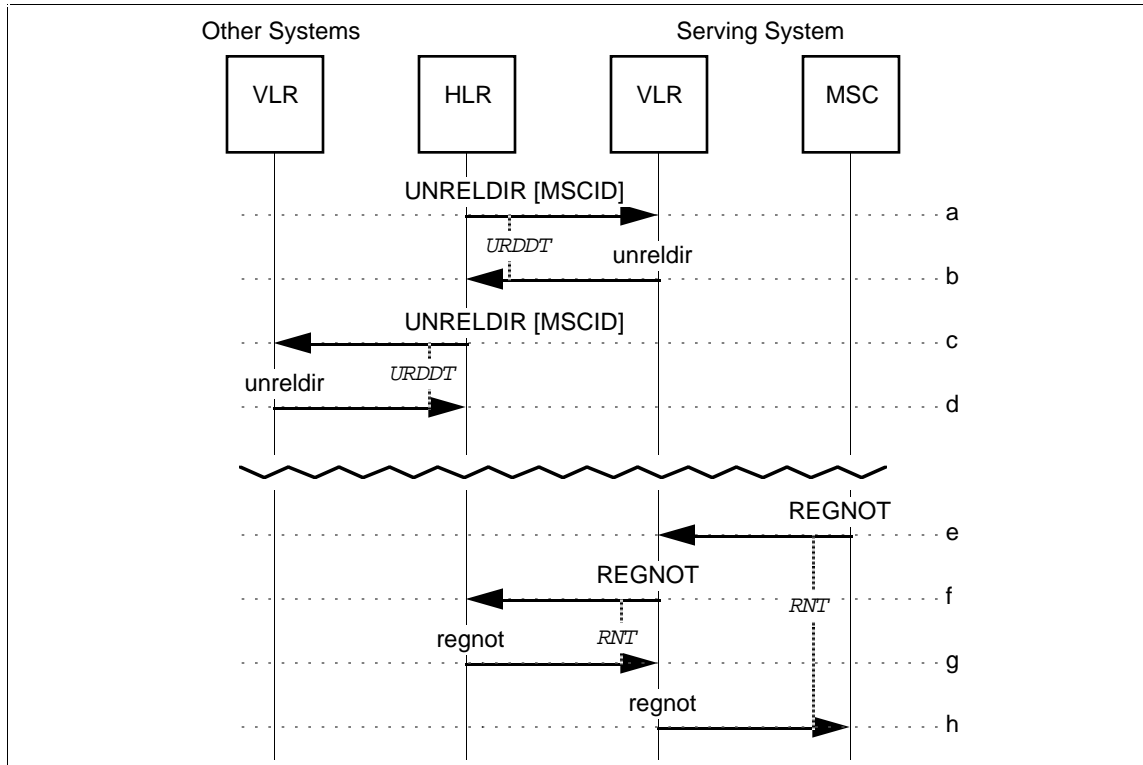 Other Systems Serving System
VLR HLR VLR MSC
UNRELDIR [MSCID]
a
URDDT
unreldir
b
UNRELDIR [MSCID]
c
URDDT
unreldir
d
REGNOT
e
REGNOT
f
RNT
regnot
RNT
g
regnot
h